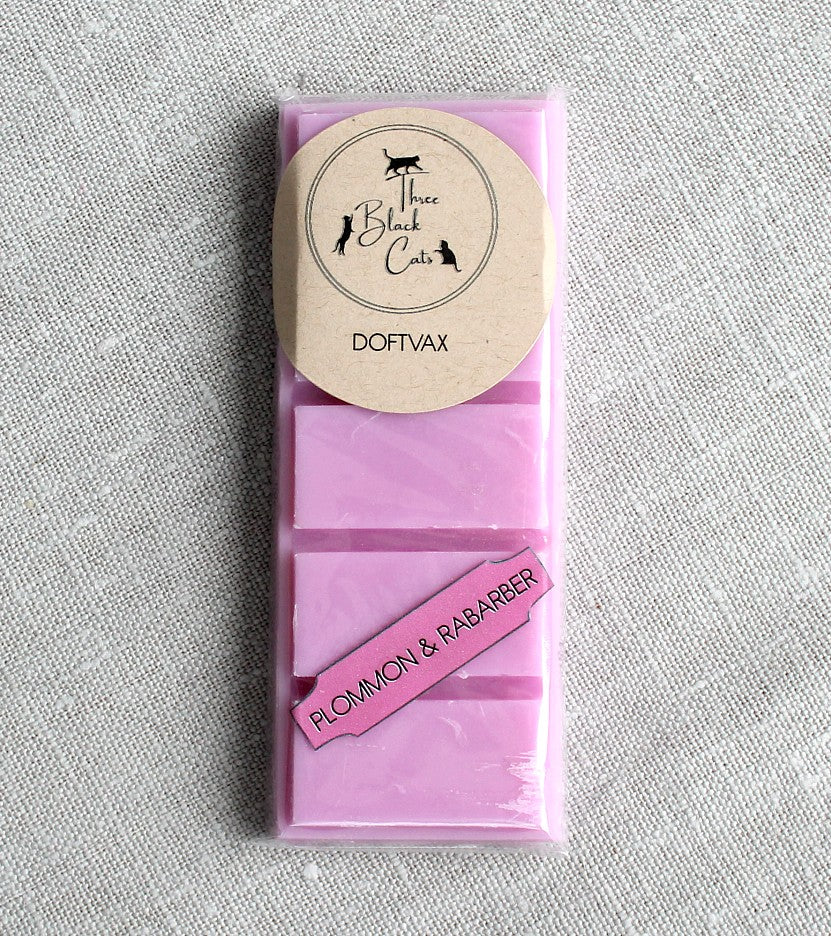 Three
Black
Cats
DOFTVAX
PLOMMON & RABARBER